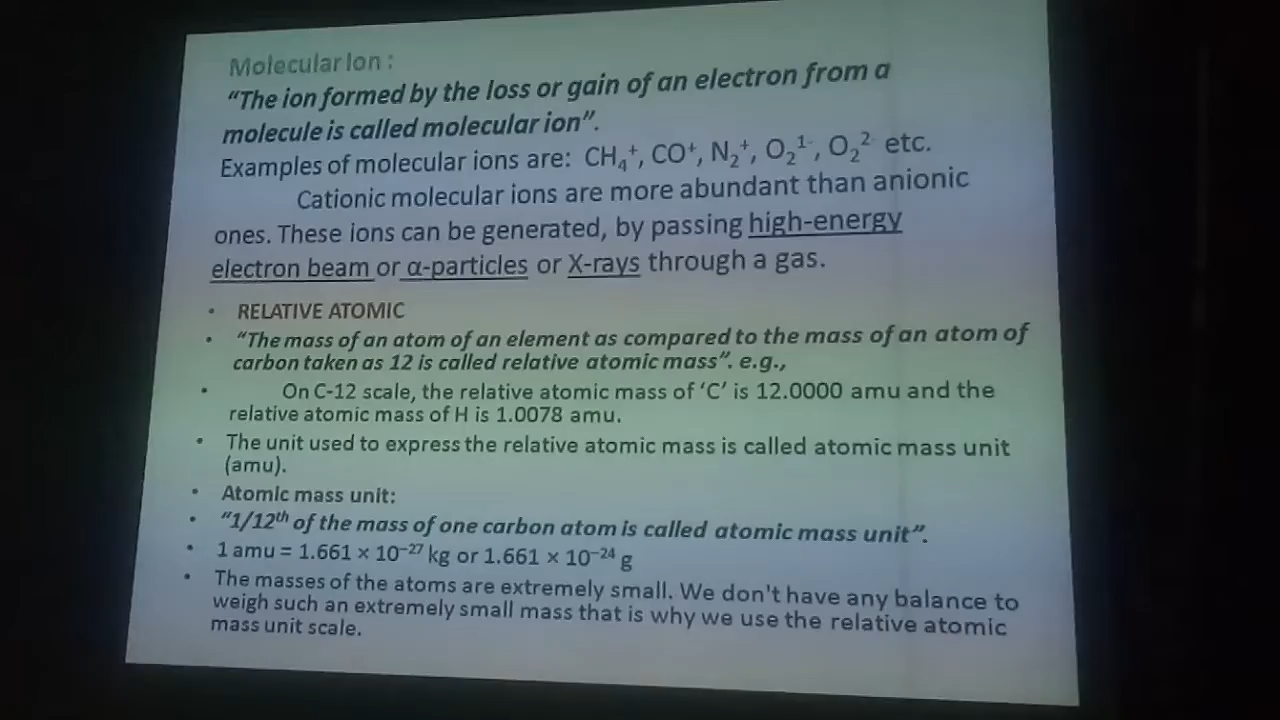 Molecular Ion :
“The ion formed by the loss or gain of an electron from a
molecule is called molecular ion”.
Examples of molecular ions are: CH₄⁺, CO⁺, N₂⁺, O₂¹⁻, O₂²⁻ etc.
Cationic molecular ions are more abundant than anionic
ones. These ions can be generated, by passing high-energy
electron beam or α-particles or X-rays through a gas.
• RELATIVE ATOMIC
• “The mass of an atom of an element as compared to the mass of an atom of
carbon taken as 12 is called relative atomic mass”. e.g.,
• On C-12 scale, the relative atomic mass of ‘C’ is 12.0000 amu and the
relative atomic mass of H is 1.0078 amu.
• The unit used to express the relative atomic mass is called atomic mass unit
(amu).
• Atomic mass unit:
• “1/12ᵗʰ of the mass of one carbon atom is called atomic mass unit”.
• 1 amu = 1.661 × 10⁻²⁷ kg or 1.661 × 10⁻²⁴ g
• The masses of the atoms are extremely small. We don't have any balance to
weigh such an extremely small mass that is why we use the relative atomic
mass unit scale.